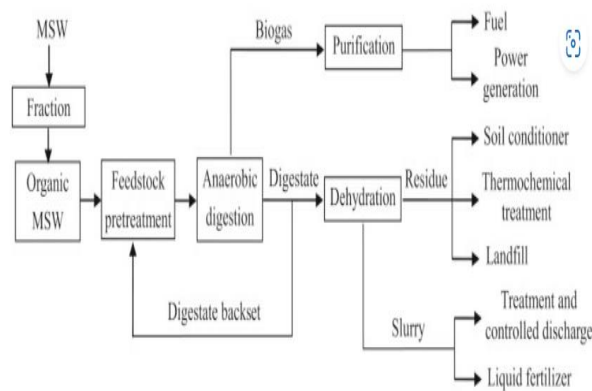 MSW
Fraction
Organic
MSW
Feedstock
pretreatment
Anaerobic
digestion
Biogas
Purification
Fuel
Power
generation
Digestate
Dehydration
Residue
Soil conditioner
Thermochemical
treatment
Landfill
Digestate backset
Slurry
Treatment and
controlled discharge
Liquid fertilizer